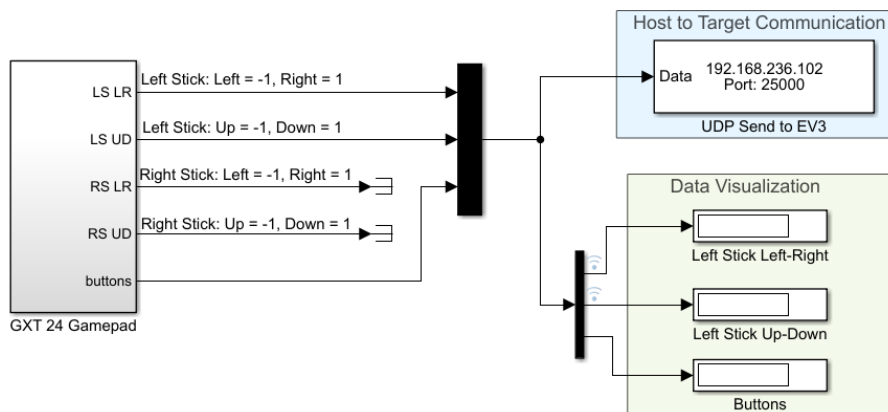 Host to Target Communication
Data
192.168.236.102
Port: 25000
UDP Send to EV3
LS LR
Left Stick: Left = -1, Right = 1
LS UD
Left Stick: Up = -1, Down = 1
RS LR
Right Stick: Left = -1, Right = 1
RS UD
Right Stick: Up = -1, Down = 1
buttons
GXT 24 Gamepad
Data Visualization
Left Stick Left-Right
Left Stick Up-Down
Buttons